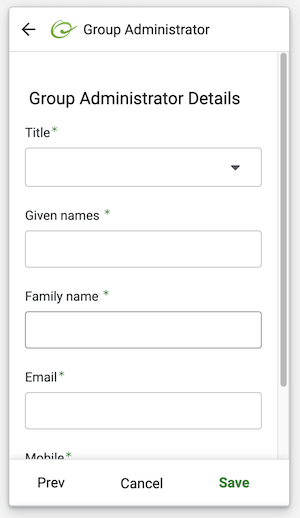 Group Administrator
Group Administrator Details
Title*
Given names *
Family name *
Email*
Mobile*
Prev Cancel Save